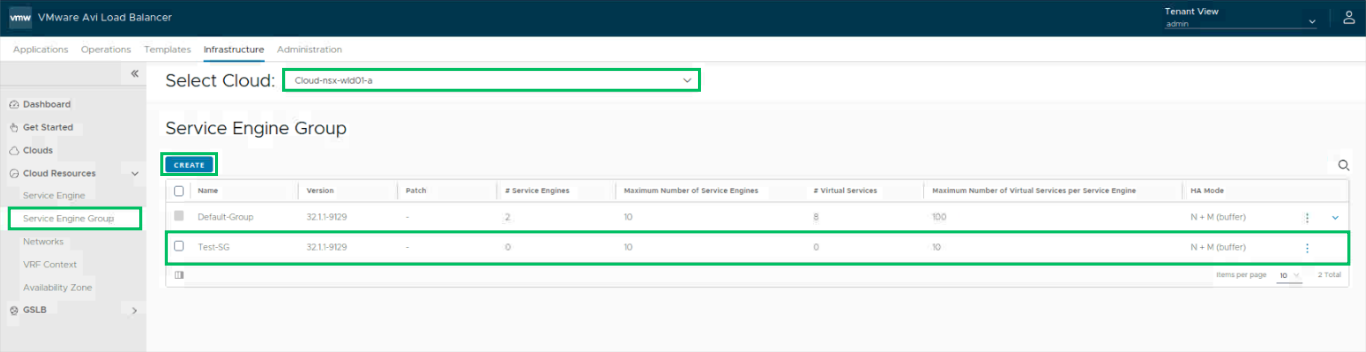 vmw VMware Avi Load Balancer
Tenant View
admin
Applications Operations Templates Infrastructure Administration
Select Cloud: Cloud-nsx-wld01-a
Dashboard
Get Started
Clouds
Cloud Resources
Service Engine
Service Engine Group
Networks
VRF Context
Availability Zone
GSLB
Service Engine Group
CREATE
Name Version Patch # Service Engines Maximum Number of Service Engines # Virtual Services Maximum Number of Virtual Services per Service Engine HA Mode
Default-Group 32.1.1-9129 - 2 10 8 100 N + M (buffer)
Test-SG 32.1.1-9129 - 0 10 0 10 N + M (buffer)
Items per page 10 2 Total